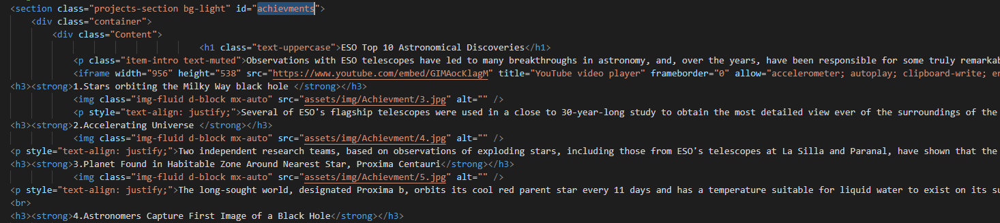 <section class="projects-section bg-light" id="achievments">
<div class="container">
<div class="Content">
<h1 class="text-uppercase">ESO Top 10 Astronomical Discoveries</h1>
<p class="item-intro text-muted">Observations with ESO telescopes have led to many breakthroughs in astronomy, and, over the years, have been responsible for some truly remarkab
<iframe width="956" height="538" src="https://www.youtube.com/embed/GIMAocKlagM" title="YouTube video player" frameborder="0" allow="accelerometer; autoplay; clipboard-write; en
<h3><strong>1.Stars orbiting the Milky Way black hole </strong></h3>
<img class="img-fluid d-block mx-auto" src="assets/img/Achievment/3.jpg" alt="" />
<p style="text-align: justify;">Several of ESO's flagship telescopes were used in a close to 30-year-long study to obtain the most detailed view ever of the surroundings of the
<h3><strong>2.Accelerating Universe </strong></h3>
<img class="img-fluid d-block mx-auto" src="assets/img/Achievment/4.jpg" alt="" />
<p style="text-align: justify;">Two independent research teams, based on observations of exploding stars, including those from ESO's telescopes at La Silla and Paranal, have shown that the
<h3><strong>3.Planet Found in Habitable Zone Around Nearest Star, Proxima Centauri</strong></h3>
<img class="img-fluid d-block mx-auto" src="assets/img/Achievment/5.jpg" alt="" />
<p style="text-align: justify;">The long-sought world, designated Proxima b, orbits its cool red parent star every 11 days and has a temperature suitable for liquid water to exist on its su
<br>
<h3><strong>4.Astronomers Capture First Image of a Black Hole</strong></h3>